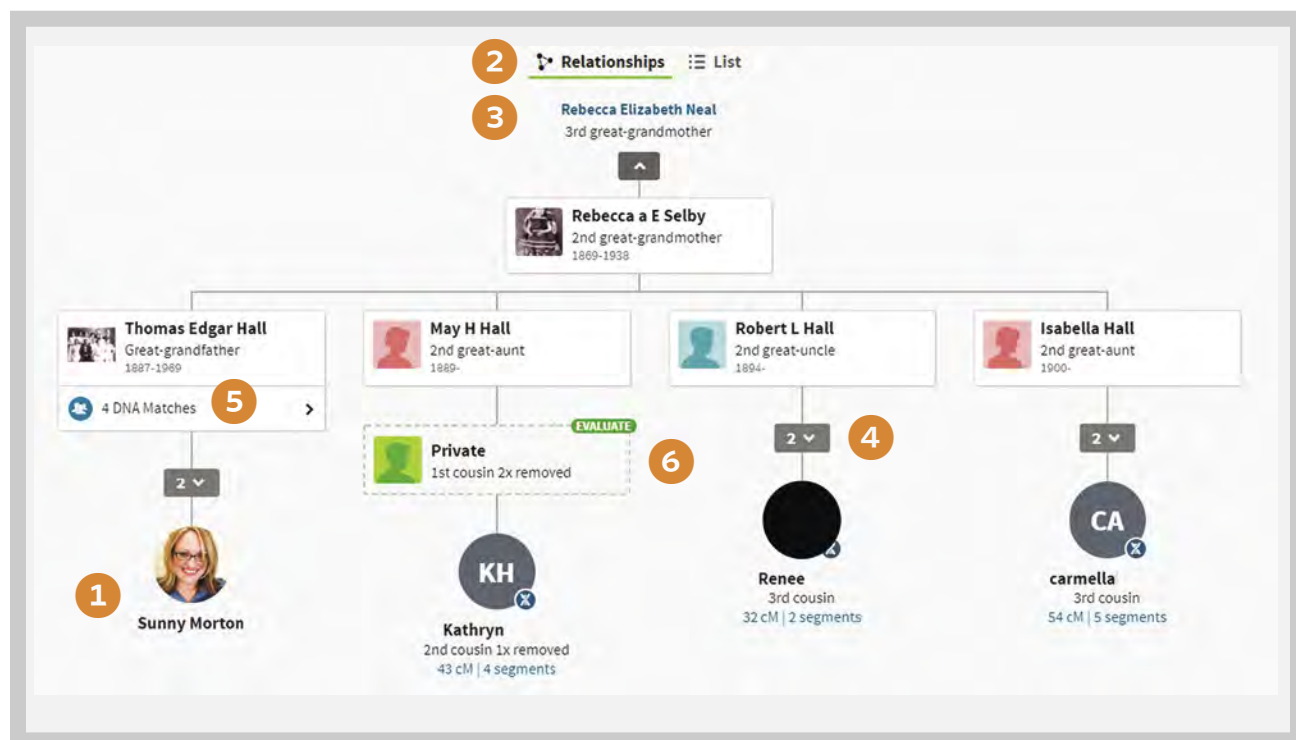 2 Relationships List
3 Rebecca Elizabeth Neal
3rd great-grandmother
Rebecca a E Selby
2nd great-grandmother
1869-1938
Thomas Edgar Hall
Great-grandfather
1887-1969
4 DNA Matches 5
May H Hall
2nd great-aunt
1889-
Robert L Hall
2nd great-uncle
1894-
Isabella Hall
2nd great-aunt
1900-
EVALUATE
Private
1st cousin 2x removed
6
2
2 4
2
1
Sunny Morton
KH
Kathryn
2nd cousin 1x removed
43 cM | 4 segments
Renee
3rd cousin
32 cM | 2 segments
CA
carmella
3rd cousin
54 cM | 5 segments